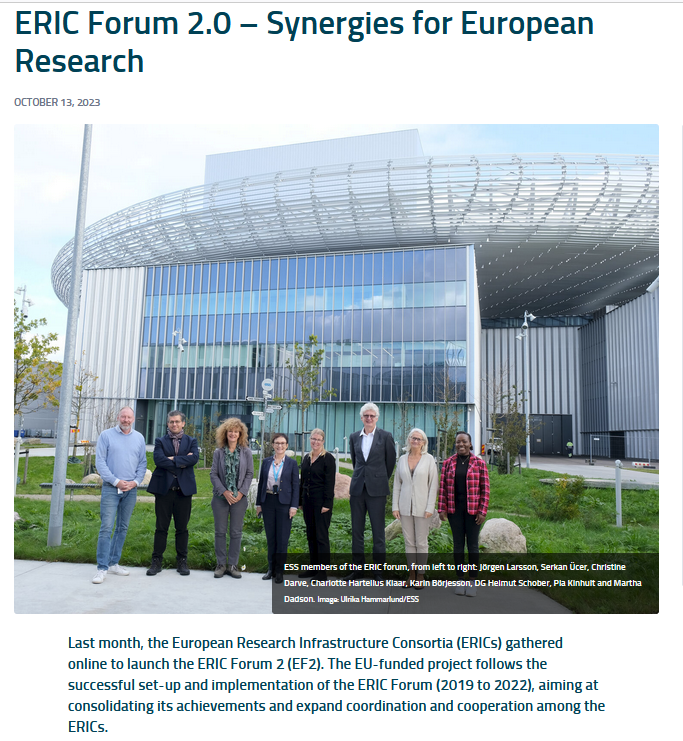 ERIC Forum 2.0 – Synergies for European
Research
OCTOBER 13, 2023
ESS members of the ERIC forum, from left to right: Jörgen Larsson, Serkan Ücer, Christine
Darve, Charlotte Hartelius Klaar, Karin Börjesson, DG Helmut Schober, Pia Kinhult and Martha
Dadson. Image: Ulrika Hammarlund/ESS
Last month, the European Research Infrastructure Consortia (ERICs) gathered
online to launch the ERIC Forum 2 (EF2). The EU-funded project follows the
successful set-up and implementation of the ERIC Forum (2019 to 2022), aiming at
consolidating its achievements and expand coordination and cooperation among the
ERICs.